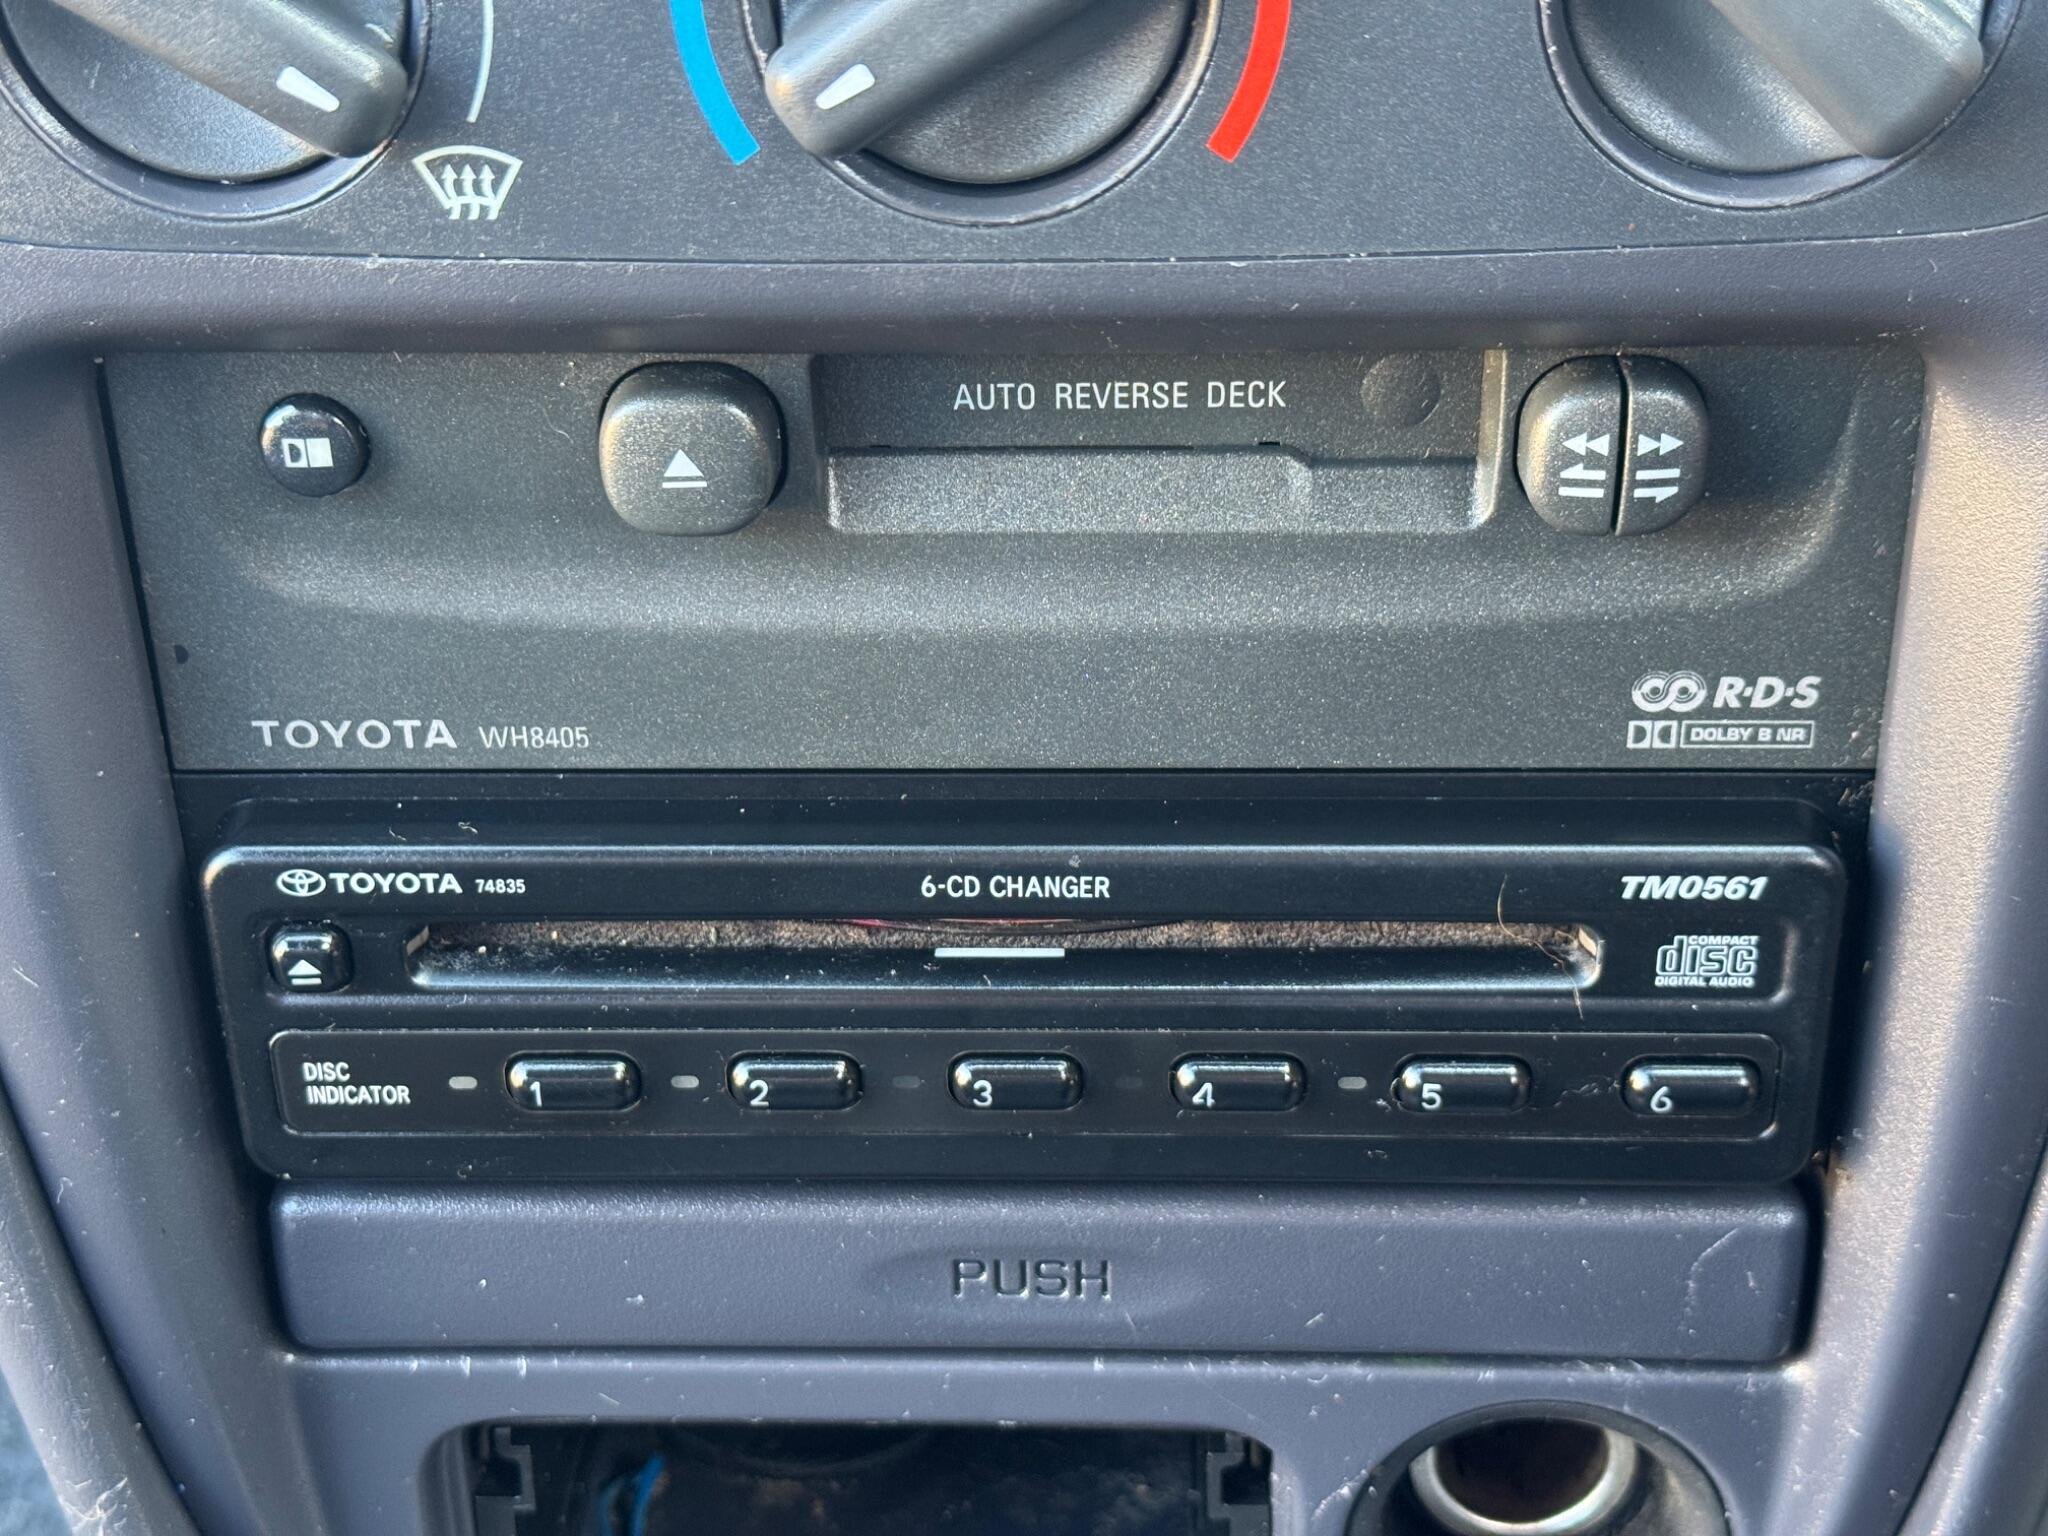 AUTO REVERSE DECK
R·D·S
TOYOTA WH8405
DOLBY B NR
TOYOTA 74835
6-CD CHANGER
TM0561
COMPACT
disc
DIGITAL AUDIO
DISC
INDICATOR
1 2 3 4 5 6
PUSH